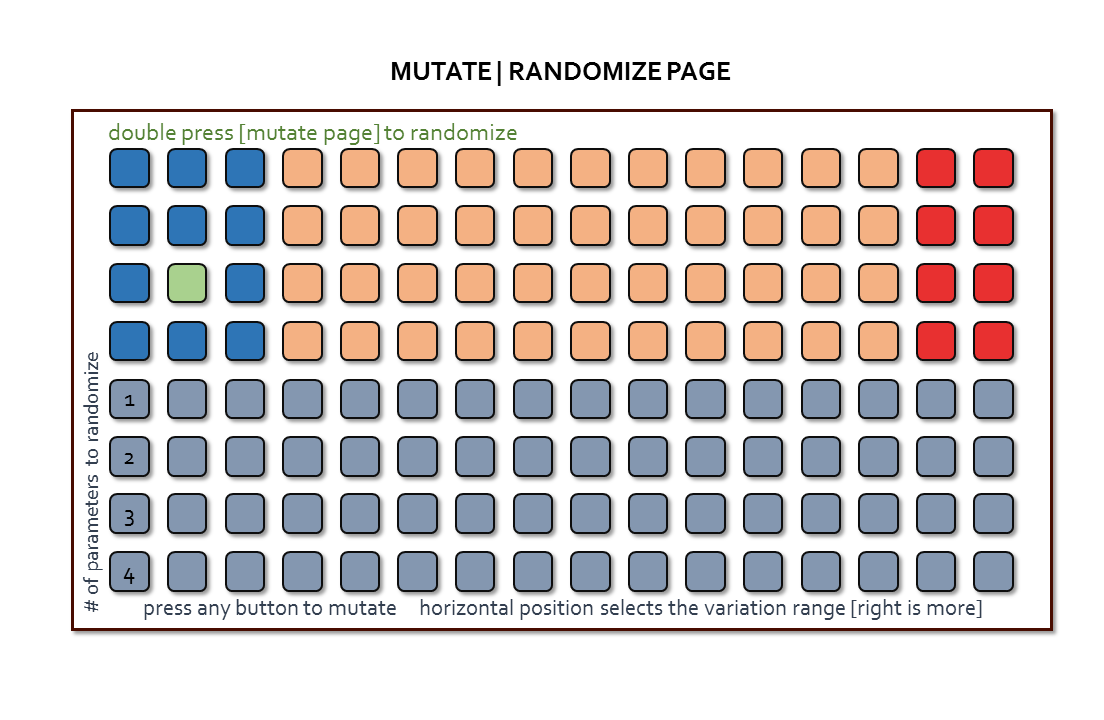 MUTATE | RANDOMIZE PAGE
double press [mutate page] to randomize
# of parameters to randomize
1
2
3
4
press any button to mutate horizontal position selects the variation range [right is more]